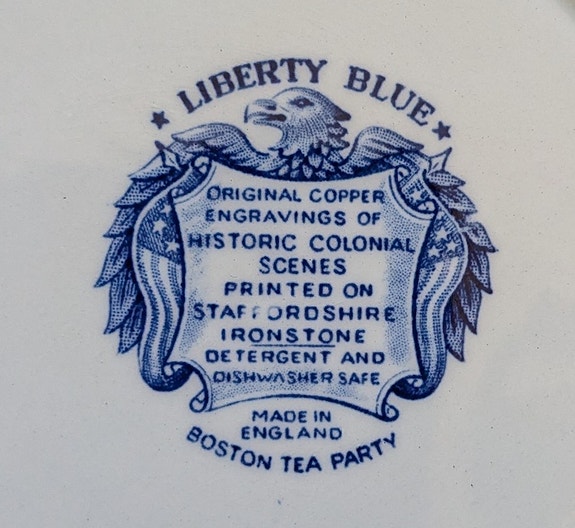 ★ LIBERTY BLUE ★
ORIGINAL COPPER
ENGRAVINGS OF
HISTORIC COLONIAL
SCENES
PRINTED ON
STAFFORDSHIRE
IRONSTONE
DETERGENT AND
DISHWASHER SAFE
MADE IN
ENGLAND
BOSTON TEA PARTY